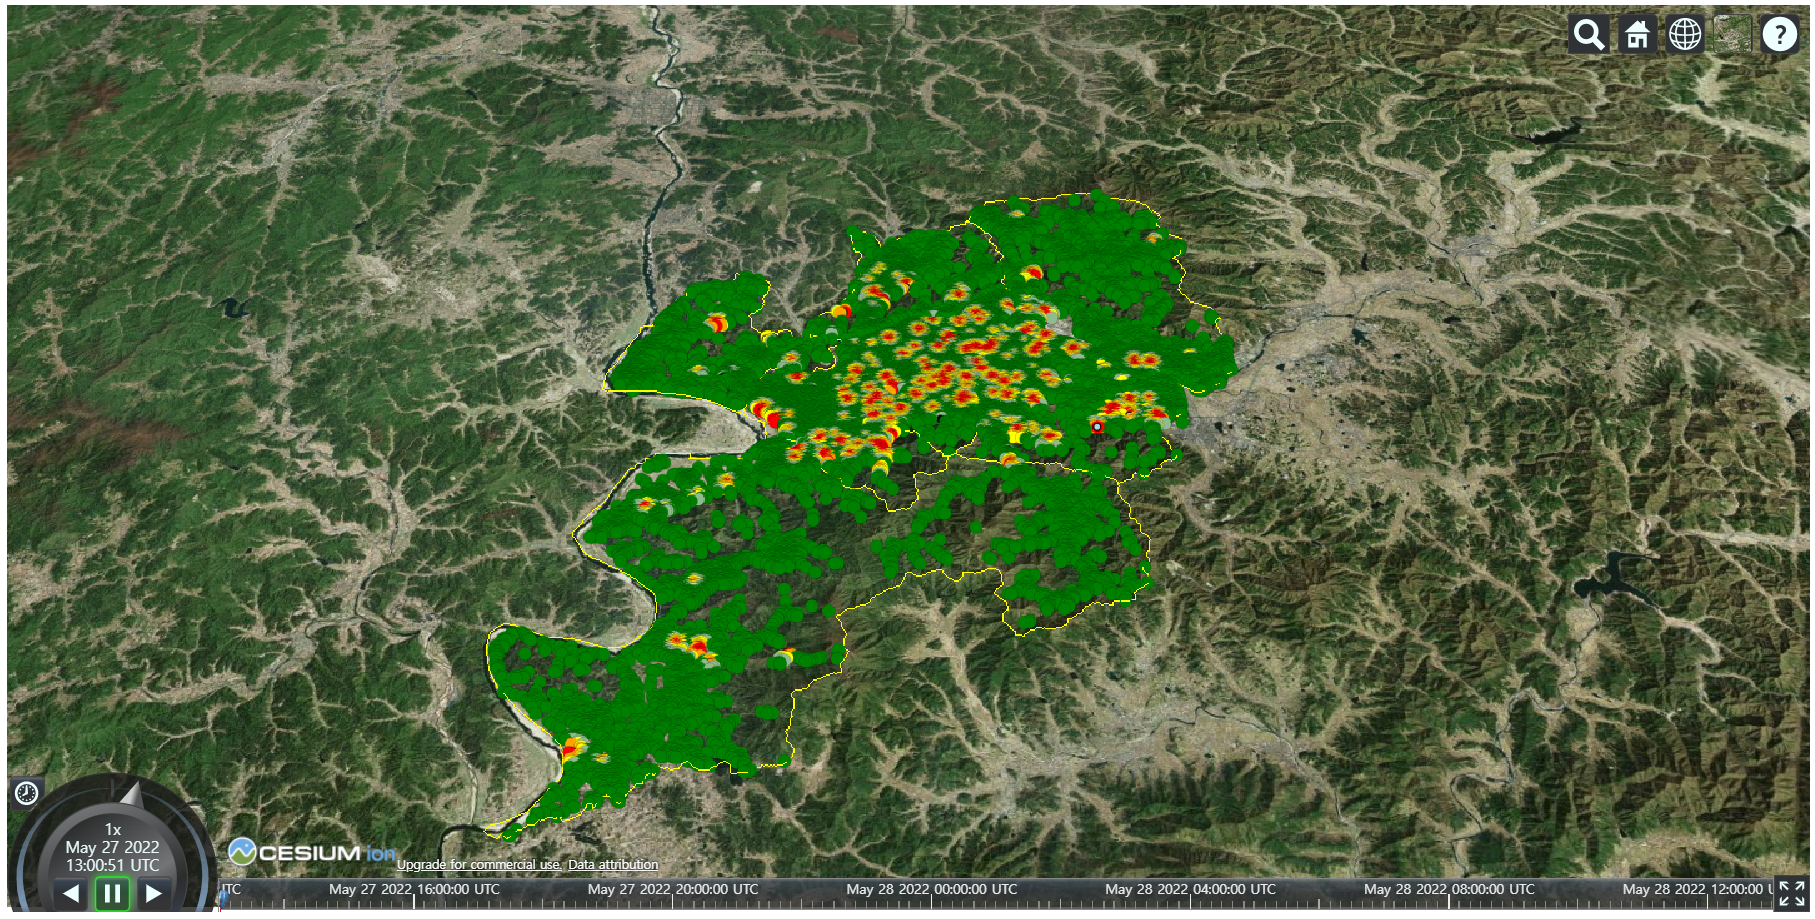 ?
1x
May 27 2022
13:00:51 UTC
CESIUM ion
Upgrade for commercial use. Data attribution
UTC May 27 2022 16:00:00 UTC May 27 2022 20:00:00 UTC May 28 2022 00:00:00 UTC May 28 2022 04:00:00 UTC May 28 2022 08:00:00 UTC May 28 2022 12:00:00 U